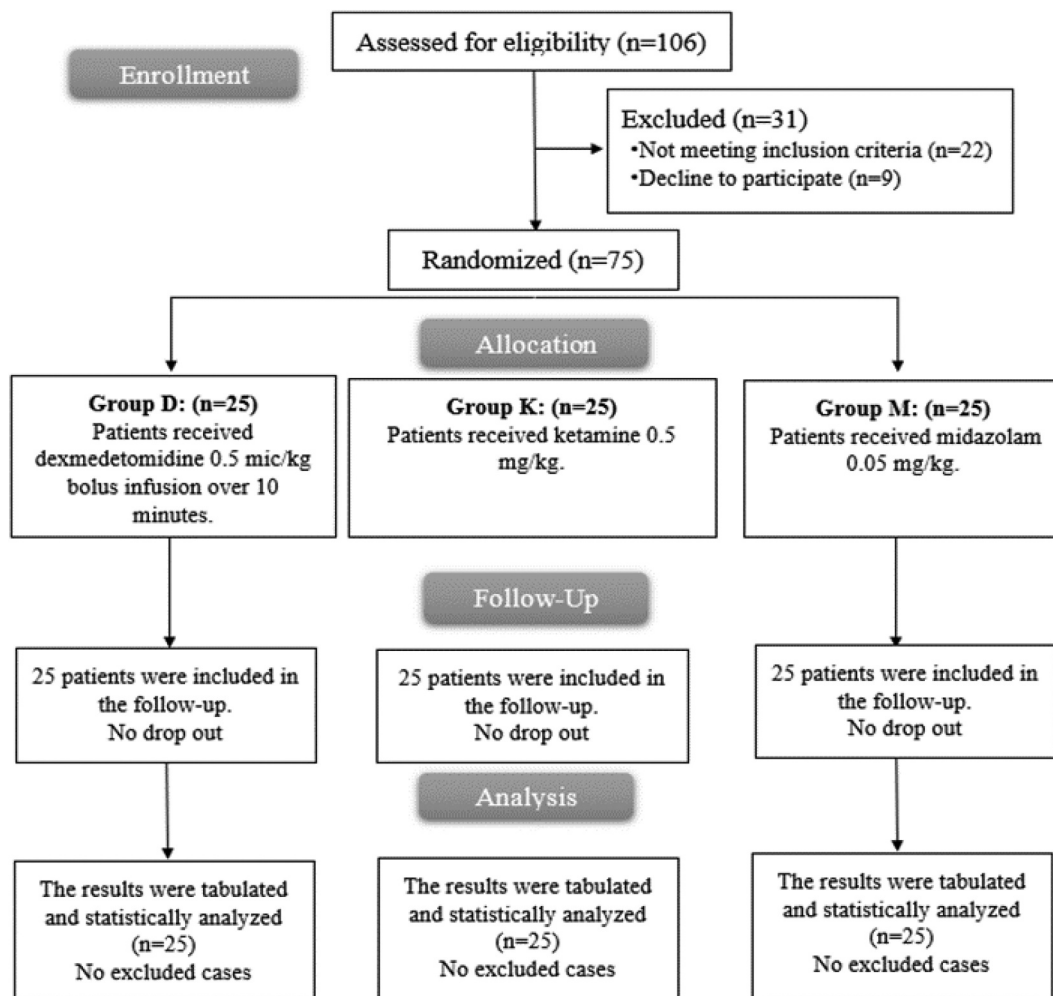 Assessed for eligibility (n=106)
Enrollment
Excluded (n=31)
•Not meeting inclusion criteria (n=22)
•Decline to participate (n=9)
Randomized (n=75)
Allocation
Group D: (n=25)
Patients received
dexmedetomidine 0.5 mic/kg
bolus infusion over 10
minutes.
Group K: (n=25)
Patients received ketamine 0.5
mg/kg.
Group M: (n=25)
Patients received midazolam
0.05 mg/kg.
Follow-Up
25 patients were included in
the follow-up.
No drop out
25 patients were included in
the follow-up.
No drop out
25 patients were included in
the follow-up.
No drop out
Analysis
The results were tabulated
and statistically analyzed
(n=25)
No excluded cases
The results were tabulated
and statistically analyzed
(n=25)
No excluded cases
The results were tabulated
and statistically analyzed
(n=25)
No excluded cases